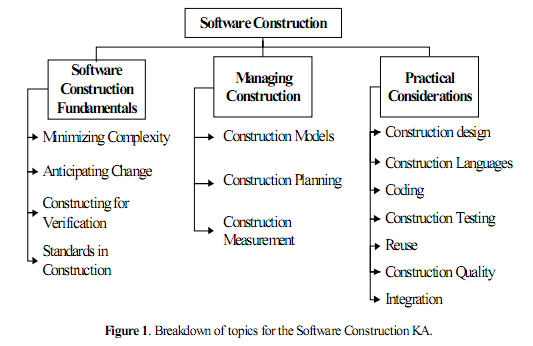 Software Construction
Software
Construction
Fundamentals
Minimizing Complexity
Anticipating Change
Constructing for
Verification
Standards in
Construction
Managing
Construction
Construction Models
Construction Planning
Construction
Measurement
Practical
Considerations
Construction design
Construction Languages
Coding
Construction Testing
Reuse
Construction Quality
Integration
Figure 1. Breakdown of topics for the Software Construction KA.